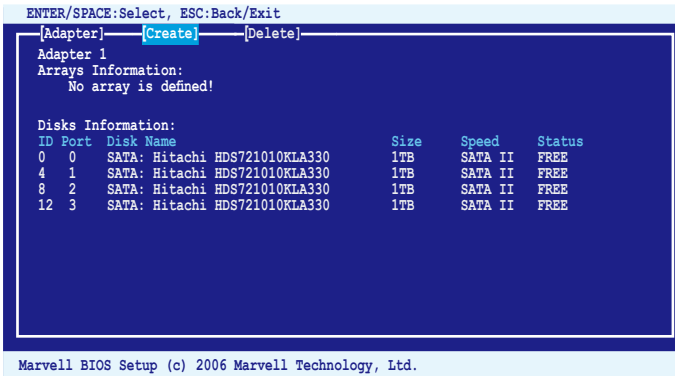 ENTER/SPACE:Select, ESC:Back/Exit
[Adapter] [Create] [Delete]
Adapter 1
Arrays Information:
No array is defined!
Disks Information:
ID Port Disk Name Size Speed Status
0 0 SATA: Hitachi HDS721010KLA330 1TB SATA II FREE
4 1 SATA: Hitachi HDS721010KLA330 1TB SATA II FREE
8 2 SATA: Hitachi HDS721010KLA330 1TB SATA II FREE
12 3 SATA: Hitachi HDS721010KLA330 1TB SATA II FREE
Marvell BIOS Setup (c) 2006 Marvell Technology, Ltd.